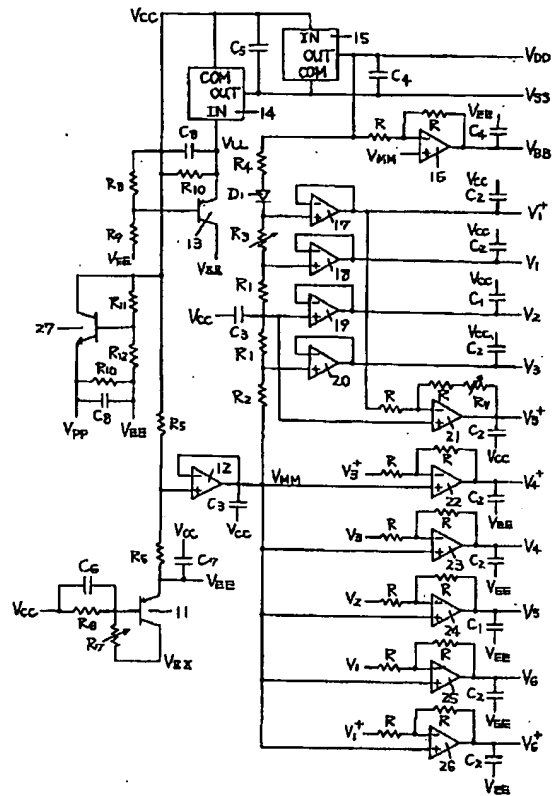 VCC
IN
15
OUT
COM
C5
VDD
C4
COM
OUT
IN
14
VSS
VEE
C4
R
R
VBB
VMM
16
C8
VLL
R4
R8
R10
D1
VCC
C2
V1+
17
13
R9
R3
VCC
C2
V1
18
VEE
R11
R1
VCC
C1
V2
27
VCC
C3
19
R12
R1
VCC
C2
V3
20
R10
C8
R2
R
R
RV
V3+
VPP
VEE
R5
21
C2
VCC
12
VMM
V3+
R
R
V4+
22
C2
C3
VCC
VEE
V3
R
R
V4
23
C2
VEE
R6
VCC
C7
VEE
C6
V2
R
R
V5
24
C1
VEE
VCC
R8
11
V1
R
R
V6
25
C2
VEE
V1+
R
R
V6+
26
C2
VEE